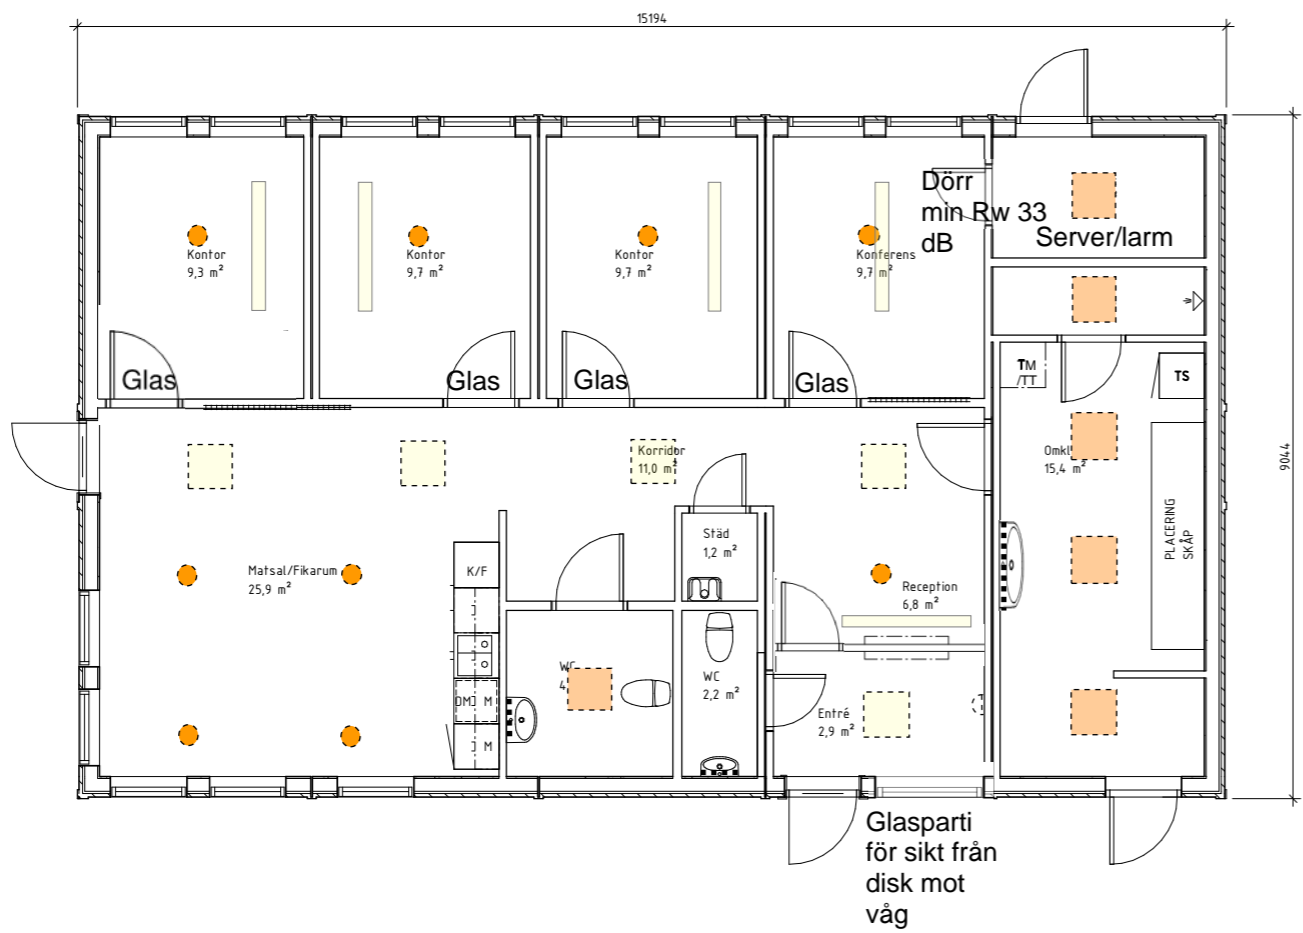 15194
9044
Kontor
9,3 m²
Kontor
9,7 m²
Kontor
9,7 m²
Konferens
9,7 m²
Dörr
min Rw 33
dB
Server/larm
Glas
Glas
Glas
Glas
TM
/TT
TS
Korridor
11,0 m²
Omkl
15,4 m²
PLACERING
SKÅP
Städ
1,2 m²
K/F
Matsal/Fikarum
25,9 m²
Reception
6,8 m²
WC
4
WC
2,2 m²
DM
M
M
Entré
2,9 m²
Glasparti
för sikt från
disk mot
våg